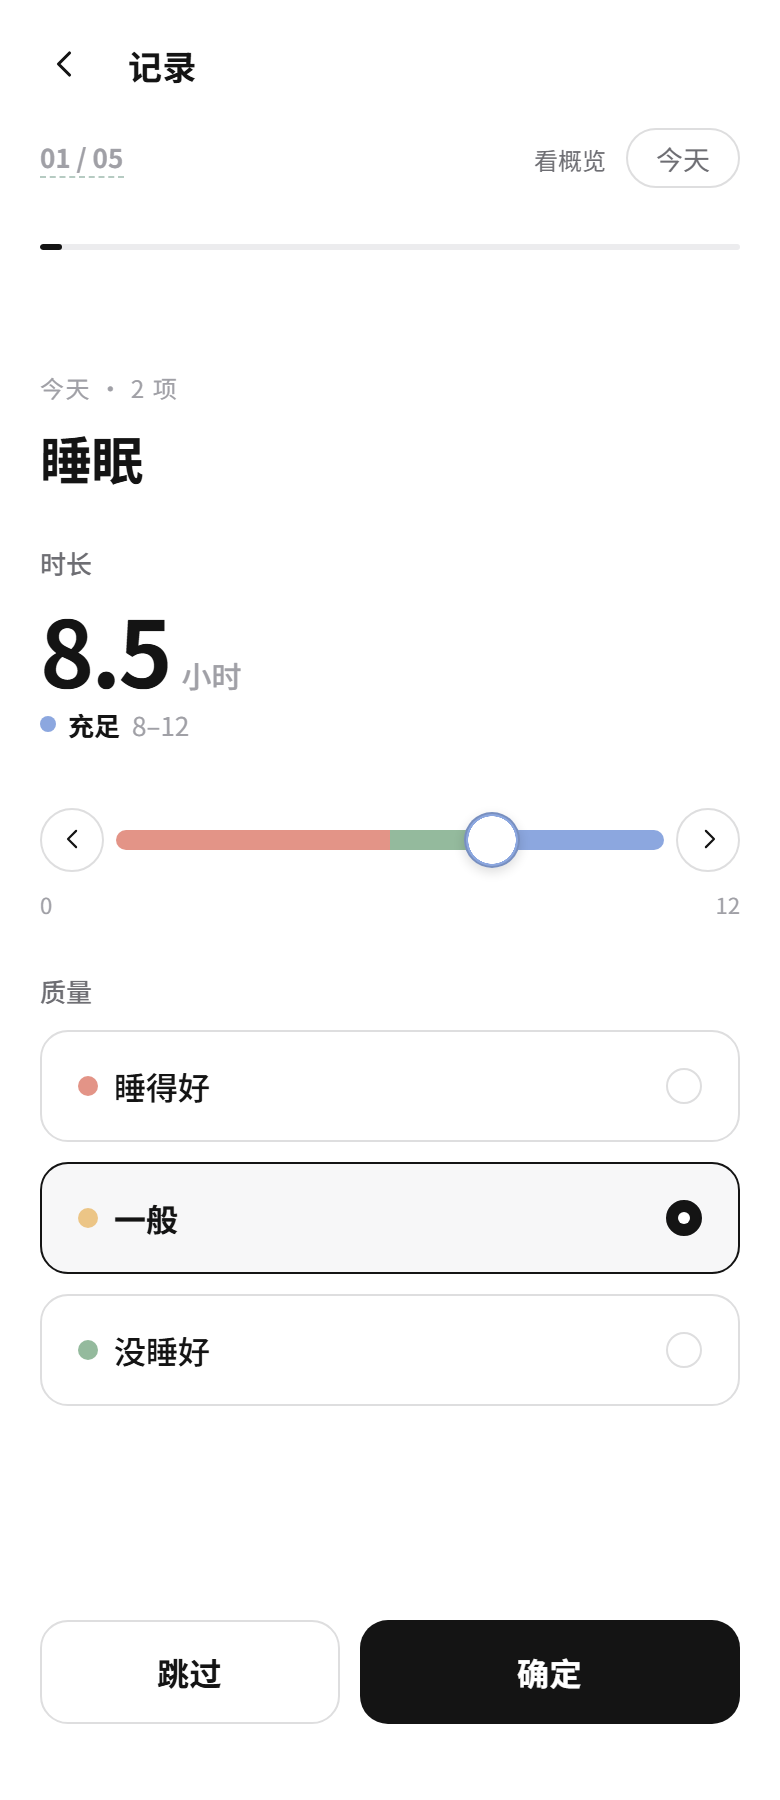 记录
01 / 05
看概览
今天
今天 · 2 项
睡眠
时长
8.5 小时
充足 8–12
0
12
质量
睡得好
一般
没睡好
跳过
确定